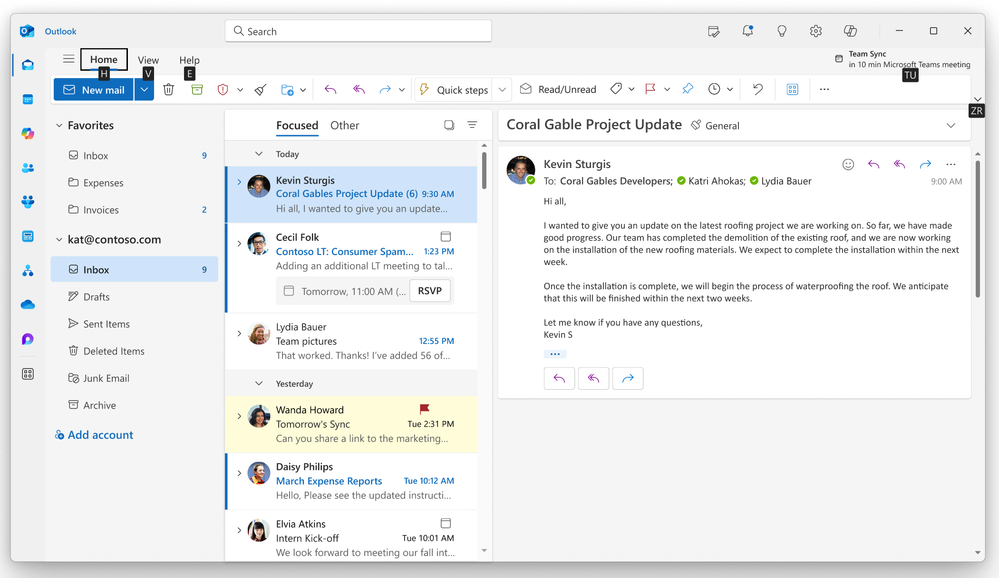 Outlook
Search
Home
View
Help
H
V
E
Team Sync
in 10 min Microsoft Teams meeting
TU
New mail
Quick steps
Read/Unread
ZR
Favorites
Inbox 9
Expenses
Invoices 2
kat@contoso.com
Inbox 9
Drafts
Sent Items
Deleted Items
Junk Email
Archive
Add account
Focused
Other
Today
Kevin Sturgis
Coral Gables Project Update (6) 9:30 AM
Hi all, I wanted to give you an update...
Cecil Folk
Contoso LT: Consumer Spam... 1:23 PM
Adding an additional LT meeting to tal...
Tomorrow, 11:00 AM (... RSVP
Lydia Bauer
Team pictures 12:55 PM
That worked. Thanks! I've added 56 of...
Yesterday
Wanda Howard
Tomorrow's Sync Tue 2:31 PM
Can you share a link to the marketing...
Daisy Philips
March Expense Reports Tue 10:12 AM
Hello, Please see the updated instructi...
Elvia Atkins
Intern Kick-off Tue 10:01 AM
We look forward to meeting our fall int...
Coral Gable Project Update General
Kevin Sturgis
To: Coral Gables Developers; Katri Ahokas; Lydia Bauer
9:00 AM
Hi all,
I wanted to give you an update on the latest roofing project we are working on. So far, we have made
good progress. Our team has completed the demolition of the existing roof, and we are now working
on the installation of the new roofing materials. We expect to complete the installation within the next
week.
Once the installation is complete, we will begin the process of waterproofing the roof. We anticipate
that this will be finished within the next two weeks.
Let me know if you have any questions,
Kevin S